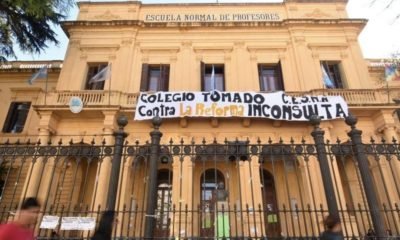 ESCUELA NORMAL DE PROFESORES
COLEGIO TOMADO C.E.S.M.A
Contra La Reforma INCONSULTA